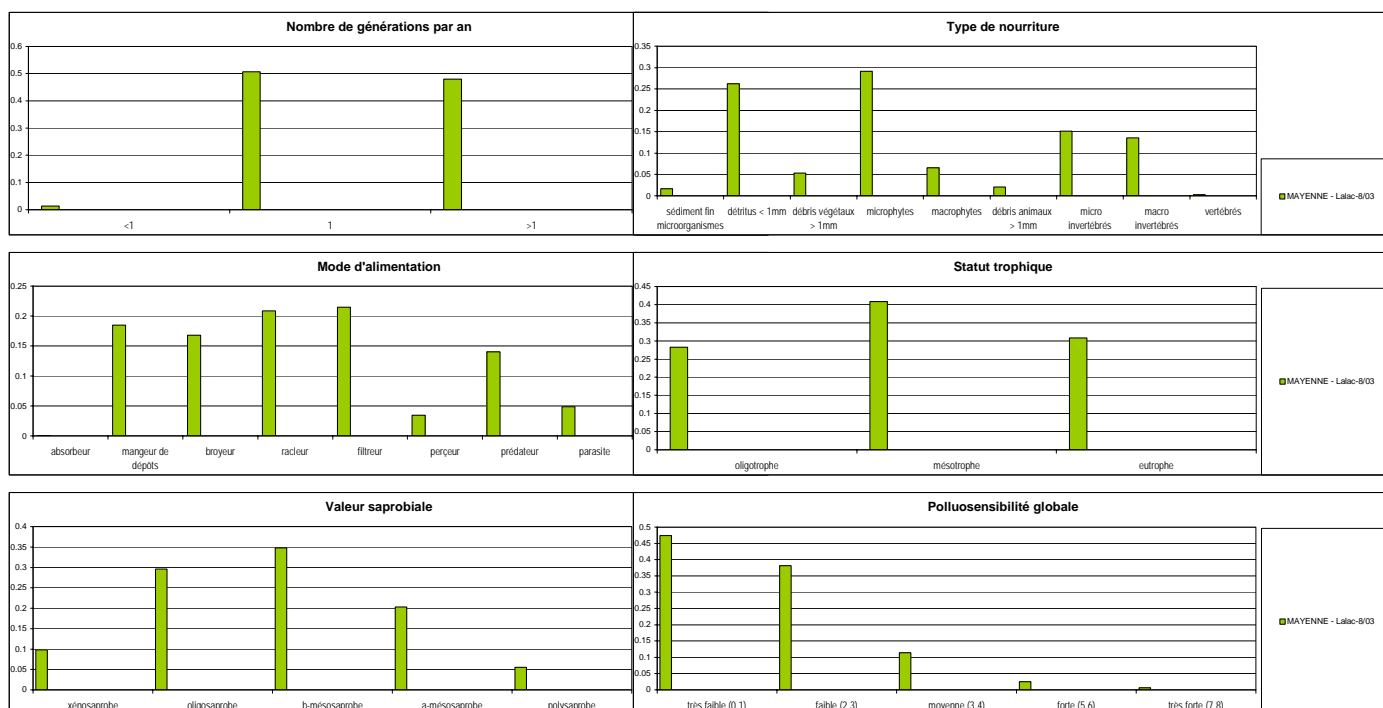 Nombre de générations par an
0.6
0.5
0.4
0.3
0.2
0.1
0
<1
1
>1
Type de nourriture
0.35
0.3
0.25
0.2
0.15
0.1
0.05
0
sédiment fin
microorganismes
détritus < 1mm
débris végétaux
> 1mm
microphytes
macrophytes
débris animaux
> 1mm
micro
invertébrés
macro
invertébrés
vertébrés
MAYENNE - Lalac-8/03
Mode d'alimentation
0.25
0.2
0.15
0.1
0.05
0
absorbeur
mangeur de
dépôts
broyeur
racleur
filtreur
perçeur
prédateur
parasite
Statut trophique
0.45
0.4
0.35
0.3
0.25
0.2
0.15
0.1
0.05
0
oligotrophe
mésotrophe
eutrophe
MAYENNE - Lalac-8/03
Valeur saprobiale
0.4
0.35
0.3
0.25
0.2
0.15
0.1
0.05
0
xénosaprobe
oligosaprobe
b-mésosaprobe
a-mésosaprobe
polysaprobe
Polluosensibilité globale
0.5
0.45
0.4
0.35
0.3
0.25
0.2
0.15
0.1
0.05
0
très faible (0,1)
faible (2,3)
moyenne (3,4)
forte (5,6)
très forte (7,8)
MAYENNE - Lalac-8/03